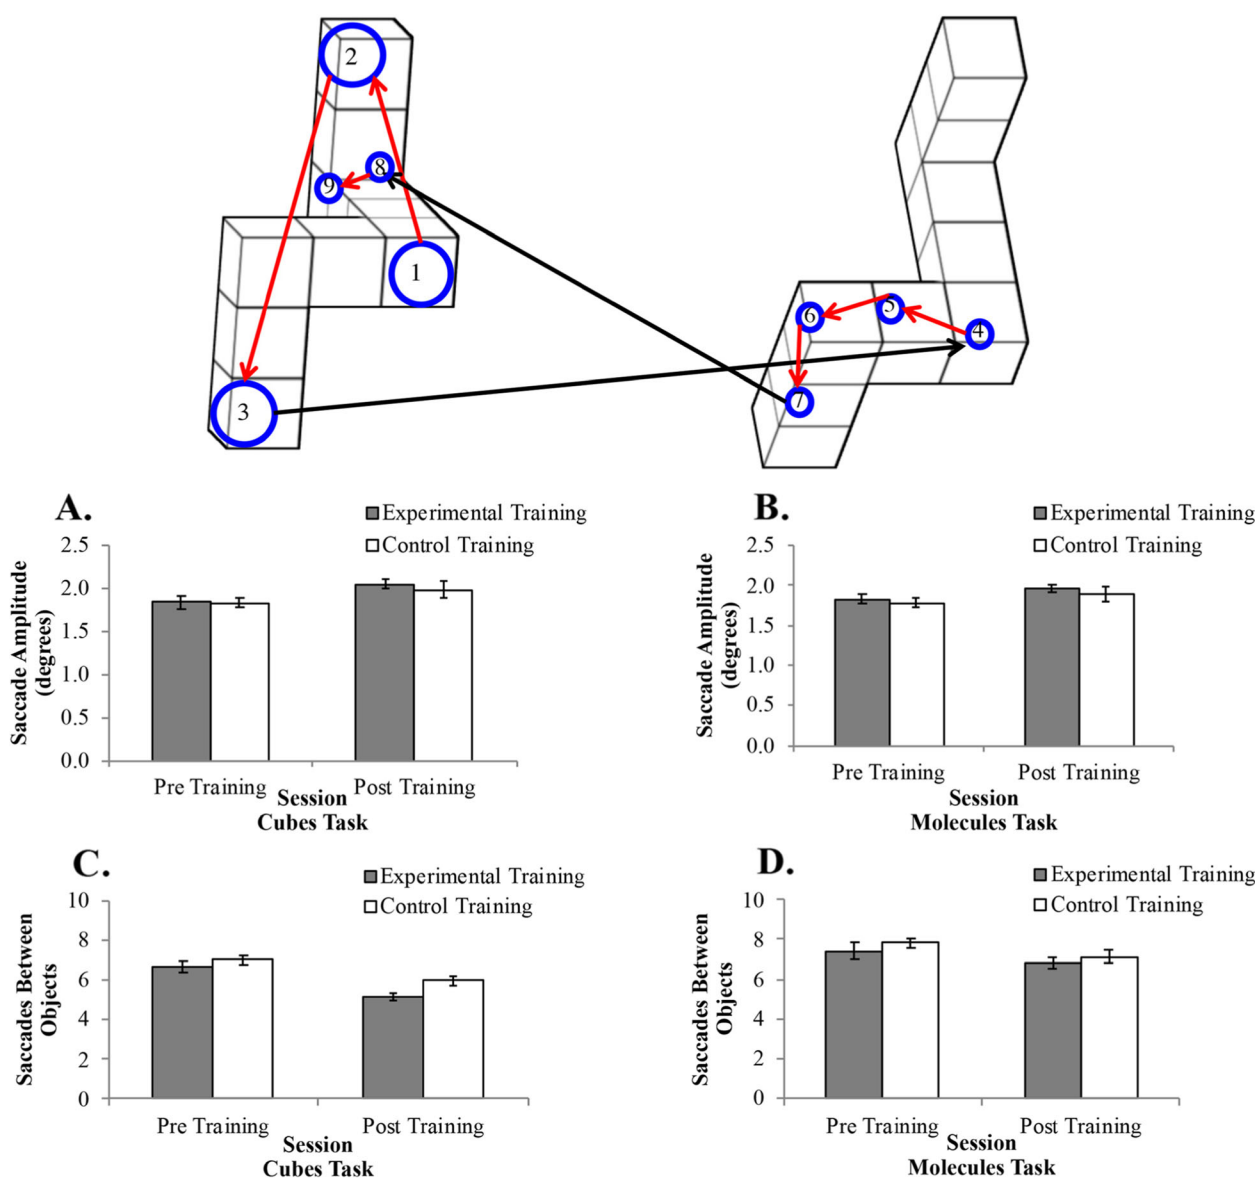 2
8
9
1
3
6
5
4
7
A.
Experimental Training
Control Training
2.5
2.0
1.5
1.0
0.5
0.0
Saccade Amplitude
(degrees)
Pre Training
Post Training
Session
Cubes Task
B.
Experimental Training
Control Training
2.5
2.0
1.5
1.0
0.5
0.0
Saccade Amplitude
(degrees)
Pre Training
Post Training
Session
Molecules Task
C.
Experimental Training
Control Training
10
8
6
4
2
0
Saccades Between
Objects
Pre Training
Post Training
Session
Cubes Task
D.
Experimental Training
Control Training
10
8
6
4
2
0
Saccades Between
Objects
Pre Training
Post Training
Session
Molecules Task